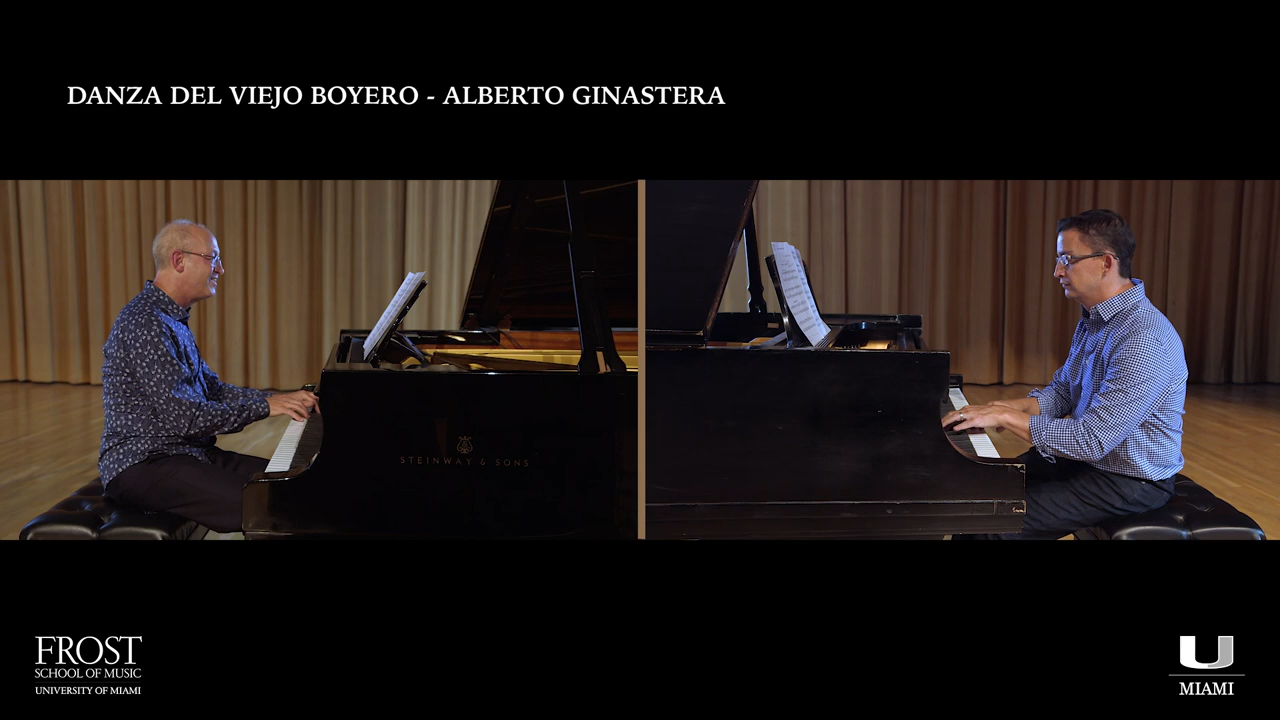 DANZA DEL VIEJO BOYERO - ALBERTO GINASTERA
STEINWAY & SONS
FROST
SCHOOL OF MUSIC
UNIVERSITY OF MIAMI
U
MIAMI